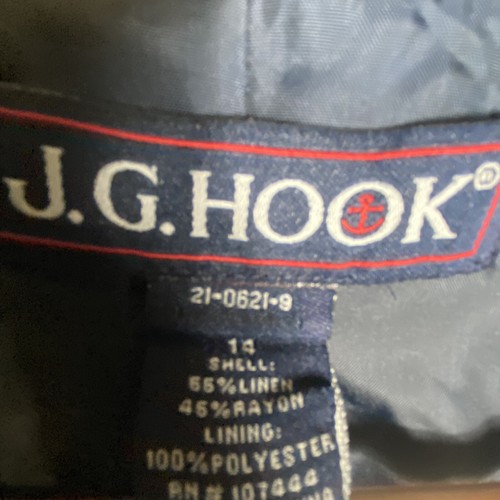 J.G. HOOK®
21-0621-9
14
SHELL:
55%LINEN
45%RAYON
LINING:
100%POLYESTER
RN # 107444